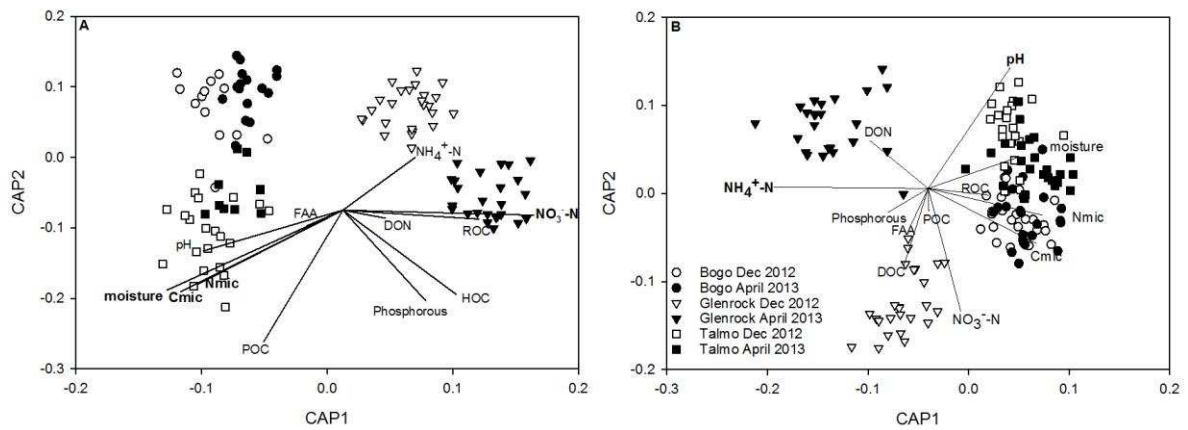 A
0.2
0.1
0.0
-0.1
-0.2
-0.3
CAP2
NH4+-N
FAA
DON
NO3--N
ROC
pH
moisture
Cmic
Nmic
HOC
Phosphorous
POC
-0.2
-0.1
0.0
0.1
0.2
CAP1
B
0.2
0.1
0.0
-0.1
-0.2
CAP2
pH
DON
moisture
NH4+-N
ROC
Phosphorous
POC
Nmic
FAA
Cmic
DOC
NO3--N
Bogo Dec 2012
Bogo April 2013
Glenrock Dec 2012
Glenrock April 2013
Talmo Dec 2012
Talmo April 2013
-0.3
-0.2
-0.1
0.0
0.1
0.2
CAP1